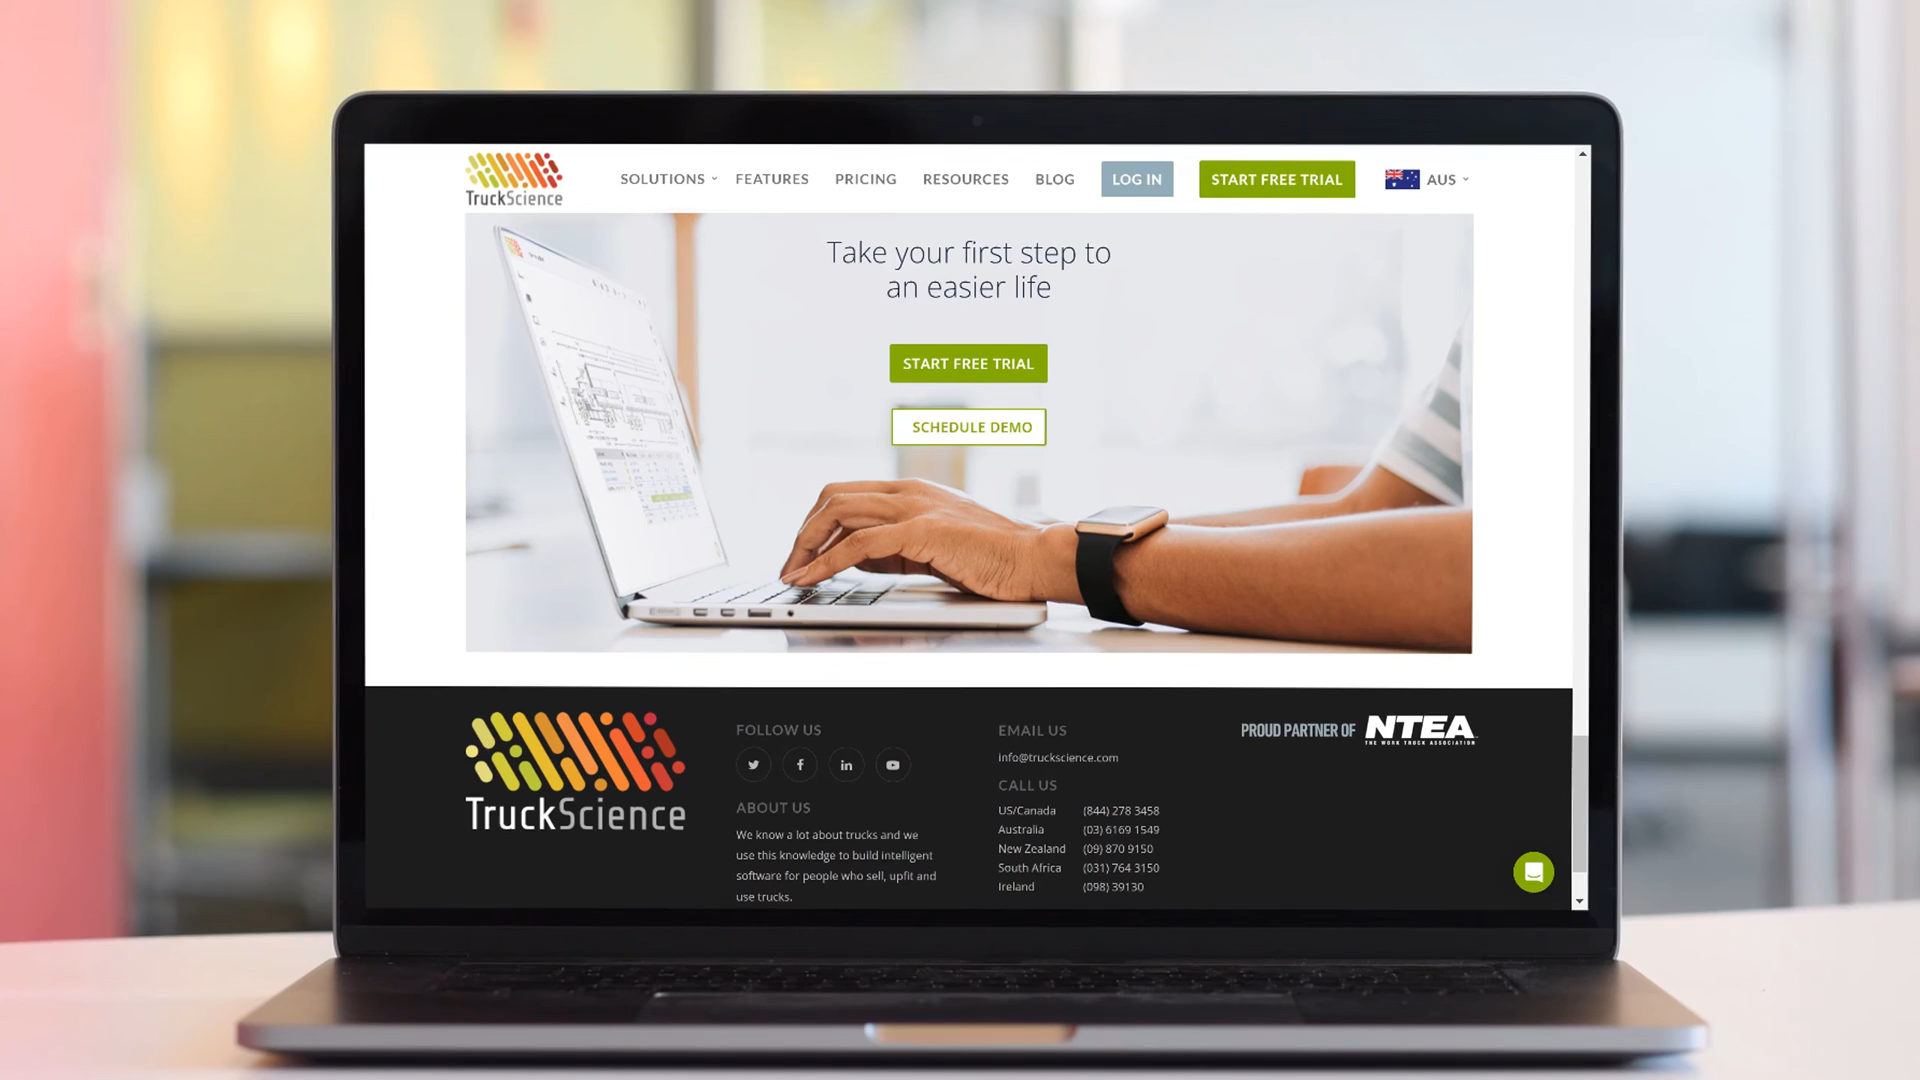 TruckScience
SOLUTIONS
FEATURES
PRICING
RESOURCES
BLOG
LOG IN
START FREE TRIAL
AUS
Take your first step to
an easier life
START FREE TRIAL
SCHEDULE DEMO
TruckScience
FOLLOW US
ABOUT US
We know a lot about trucks and we
use this knowledge to build intelligent
software for people who sell, upfit and
use trucks.
EMAIL US
info@truckscience.com
CALL US
US/Canada (844) 278 3458
Australia (03) 6169 1549
New Zealand (09) 870 9150
South Africa (031) 764 3150
Ireland (098) 39130
PROUD PARTNER OF NTEA
THE WORK TRUCK ASSOCIATION